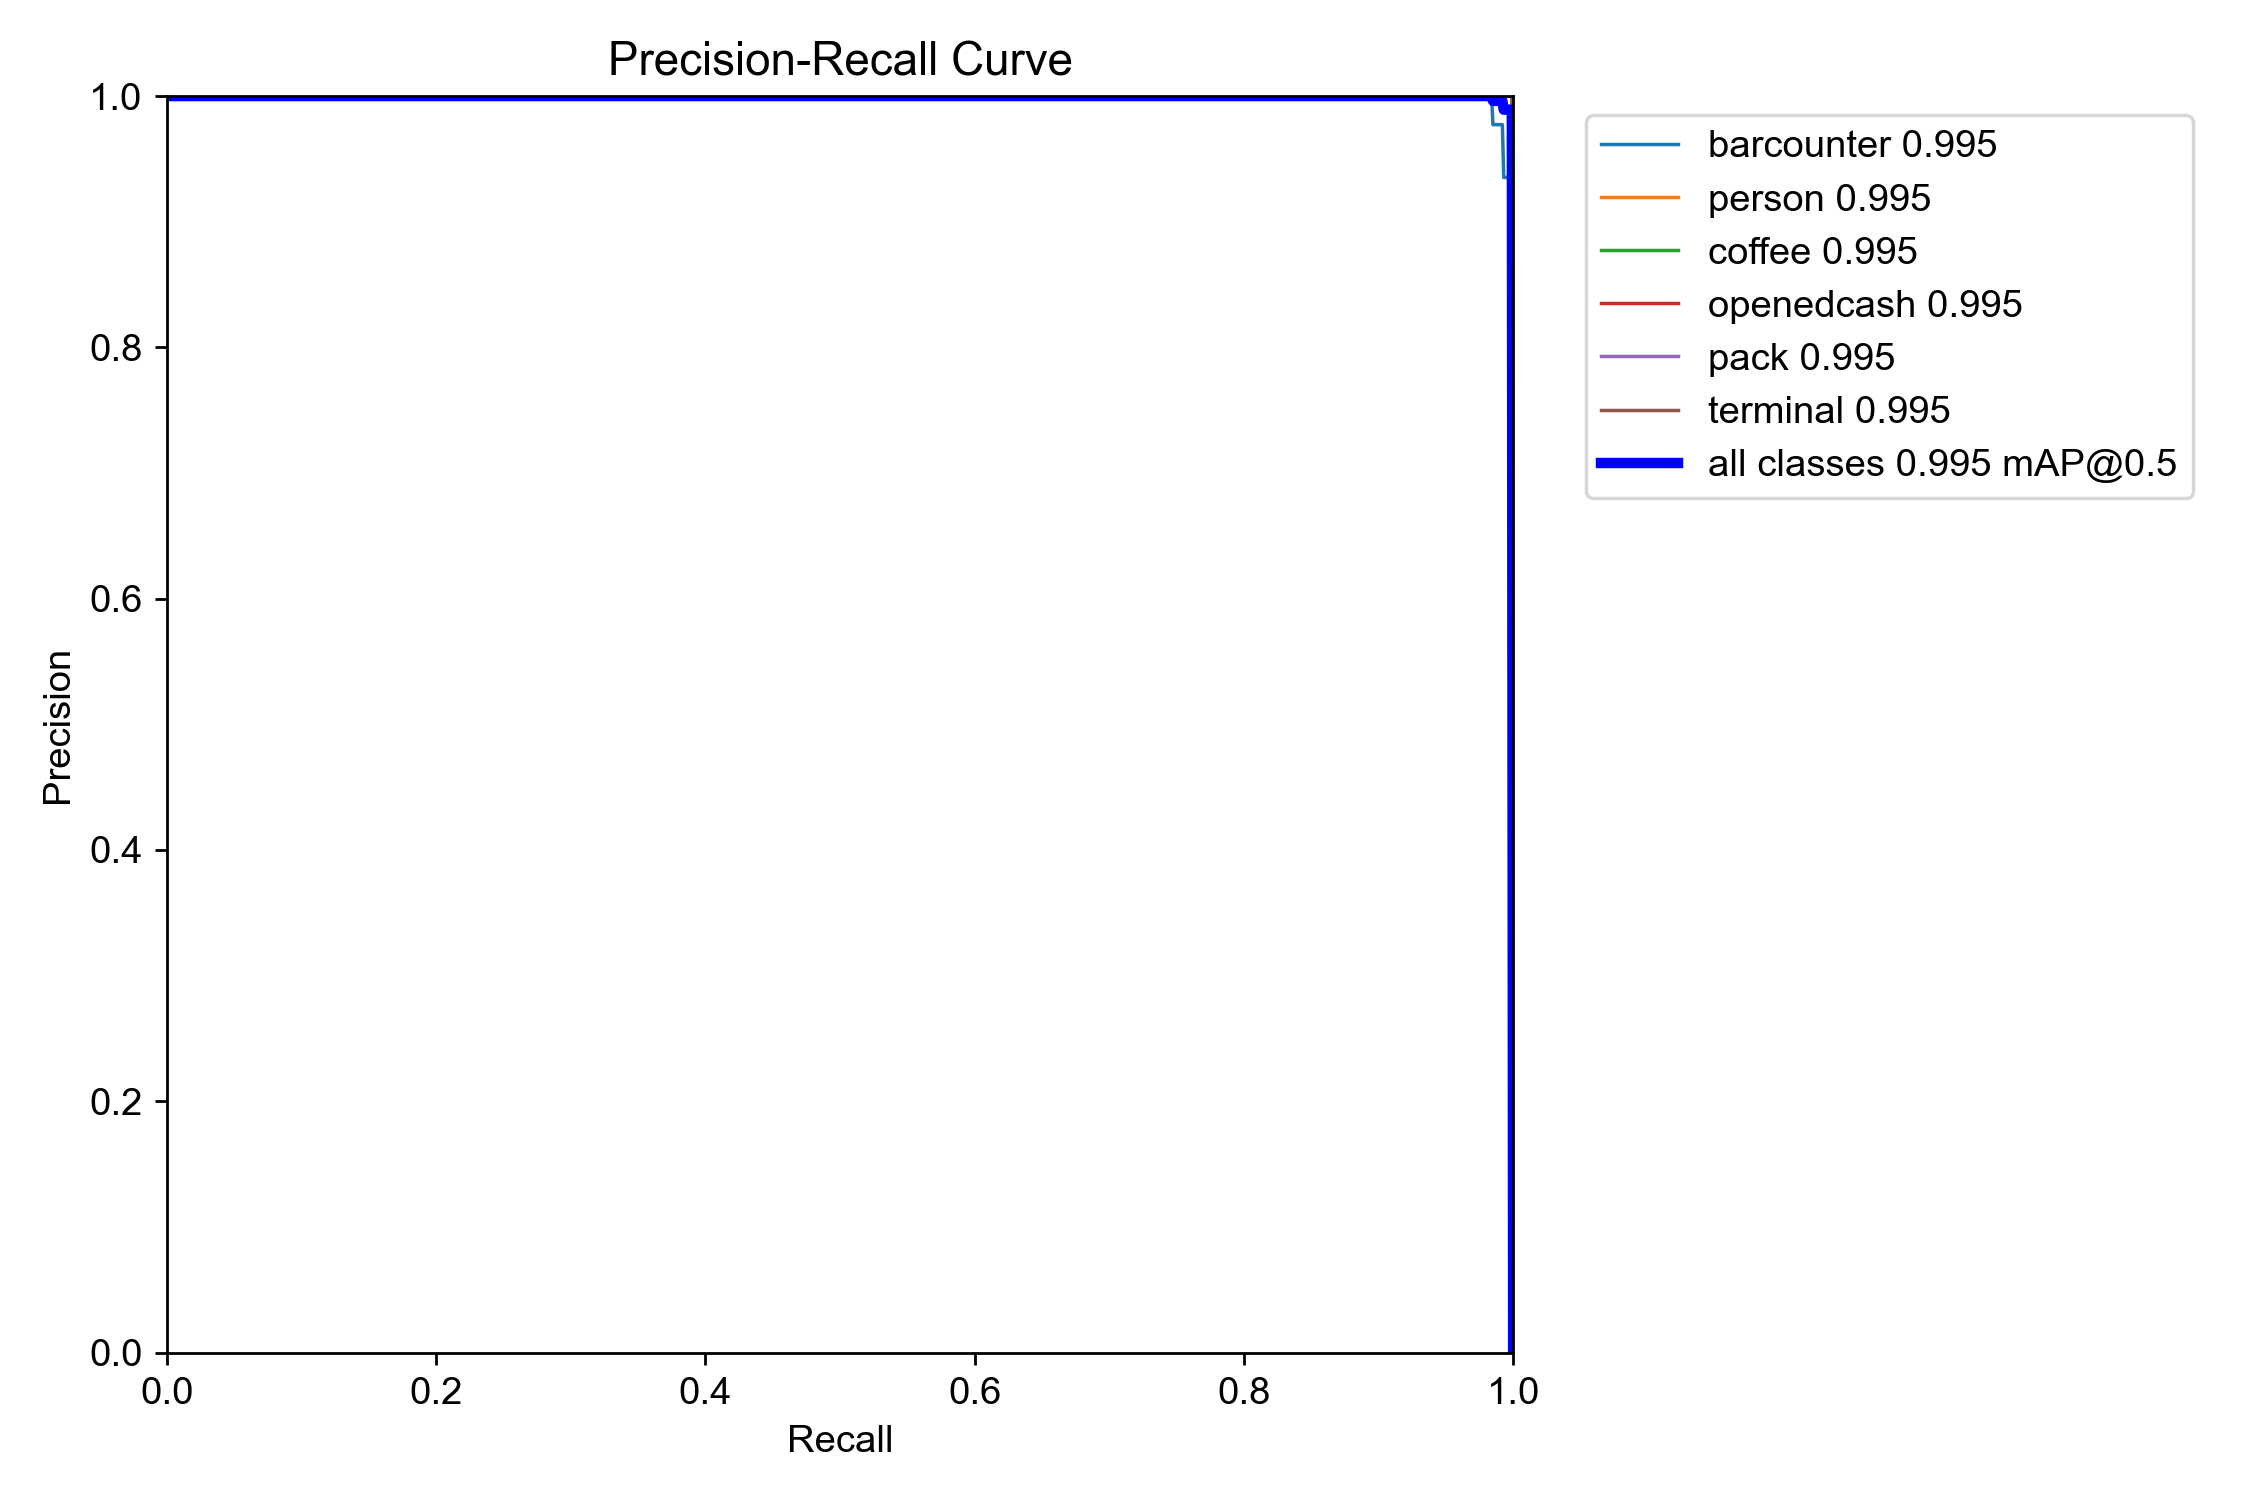 Precision-Recall Curve
1.0
0.8
0.6
0.4
0.2
0.0
Precision
0.0 0.2 0.4 0.6 0.8 1.0
Recall
barcounter 0.995
person 0.995
coffee 0.995
openedcash 0.995
pack 0.995
terminal 0.995
all classes 0.995 mAP@0.5